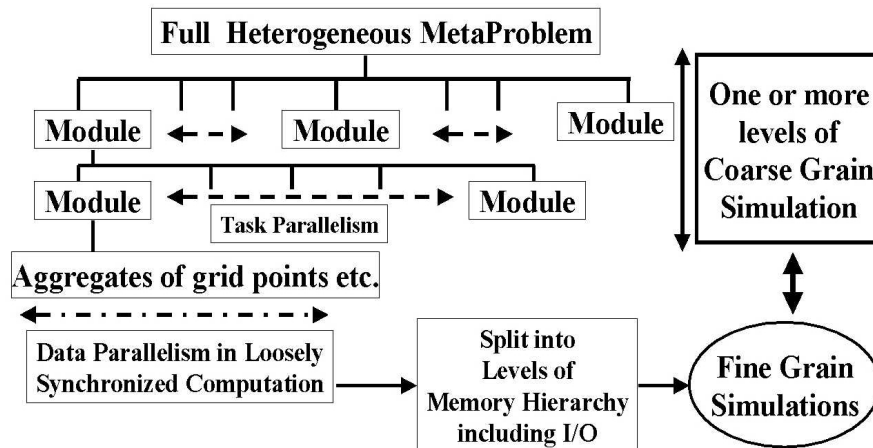 Full Heterogeneous MetaProblem
Module
Module
Module
Module
Module
Task Parallelism
Aggregates of grid points etc.
Data Parallelism in Loosely
Synchronized Computation
Split into
Levels of
Memory Hierarchy
including I/O
One or more
levels of
Coarse Grain
Simulation
Fine Grain
Simulations